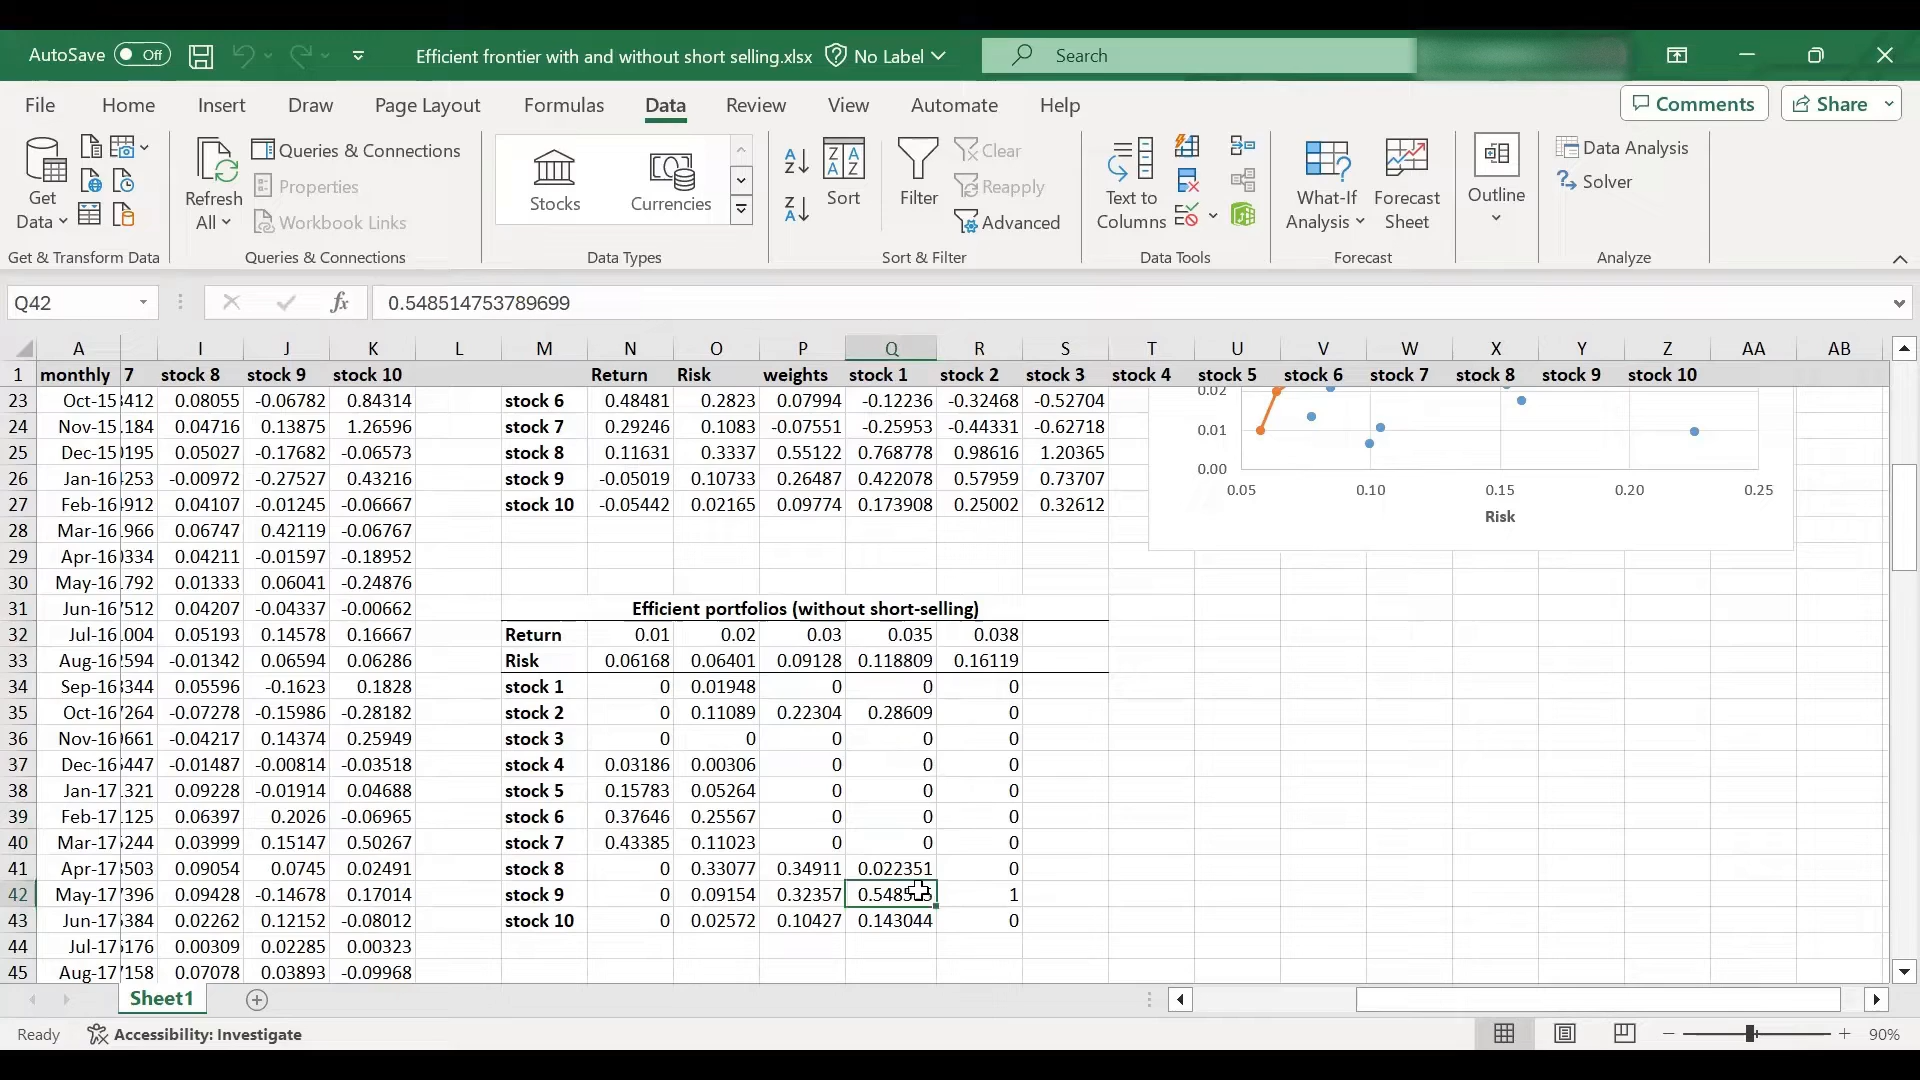 AutoSave Off Efficient frontier with and without short selling.xlsx No Label Search
File Home Insert Draw Page Layout Formulas Data Review View Automate Help Comments Share
Get Data
Refresh All
Queries & Connections
Properties
Workbook Links
Stocks Currencies
Sort
Filter
Clear
Reapply
Advanced
Text to Columns
What-If Analysis
Forecast Sheet
Outline
Data Analysis
Solver
Get & Transform Data Queries & Connections Data Types Sort & Filter Data Tools Forecast Analyze
Q42 fx 0.548514753789699
A I J K L M N O P Q R S T U V W X Y Z AA AB
1 monthly 7 stock 8 stock 9 stock 10 Return Risk weights stock 1 stock 2 stock 3 stock 4 stock 5 stock 6 stock 7 stock 8 stock 9 stock 10
23 Oct-15 3412 0.08055 -0.06782 0.84314 stock 6 0.48481 0.2823 0.07994 -0.12236 -0.32468 -0.52704
24 Nov-15 .184 0.04716 0.13875 1.26596 stock 7 0.29246 0.1083 -0.07551 -0.25953 -0.44331 -0.62718
25 Dec-15 0195 0.05027 -0.17682 -0.06573 stock 8 0.11631 0.3337 0.55122 0.768778 0.98616 1.20365
26 Jan-16 4253 -0.00972 -0.27527 0.43216 stock 9 -0.05019 0.10733 0.26487 0.422078 0.57959 0.73707
27 Feb-16 4912 0.04107 -0.01245 -0.06667 stock 10 -0.05442 0.02165 0.09774 0.173908 0.25002 0.32612
28 Mar-16 1966 0.06747 0.42119 -0.06767
29 Apr-16 0334 0.04211 -0.01597 -0.18952
30 May-16 1792 0.01333 0.06041 -0.24876
31 Jun-16 7512 0.04207 -0.04337 -0.00662 Efficient portfolios (without short-selling)
32 Jul-16 1004 0.05193 0.14578 0.16667 Return 0.01 0.02 0.03 0.035 0.038
33 Aug-16 2594 -0.01342 0.06594 0.06286 Risk 0.06168 0.06401 0.09128 0.118809 0.16119
34 Sep-16 3344 0.05596 -0.1623 0.1828 stock 1 0 0.01948 0 0 0
35 Oct-16 7264 -0.07278 -0.15986 -0.28182 stock 2 0 0.11089 0.22304 0.28609 0
36 Nov-16 9661 -0.04217 0.14374 0.25949 stock 3 0 0 0 0 0
37 Dec-16 5447 -0.01487 -0.00814 -0.03518 stock 4 0.03186 0.00306 0 0 0
38 Jan-17 1321 0.09228 -0.01914 0.04688 stock 5 0.15783 0.05264 0 0 0
39 Feb-17 1125 0.06397 0.2026 -0.06965 stock 6 0.37646 0.25567 0 0 0
40 Mar-17 5244 0.03999 0.15147 0.50267 stock 7 0.43385 0.11023 0 0 0
41 Apr-17 3503 0.09054 0.0745 0.02491 stock 8 0 0.33077 0.34911 0.022351 0
42 May-17 7396 0.09428 -0.14678 0.17014 stock 9 0 0.09154 0.32357 1
43 Jun-17 5384 0.02262 0.12152 -0.08012 stock 10 0 0.02572 0.10427 0.143044 0
44 Jul-17 5176 0.00309 0.02285 0.00323
45 Aug-17 7158 0.07078 0.03893 -0.09968
0.02
0.01
0.00
0.05 0.10 0.15 0.20 0.25
Risk
Sheet1
Ready Accessibility: Investigate 90%